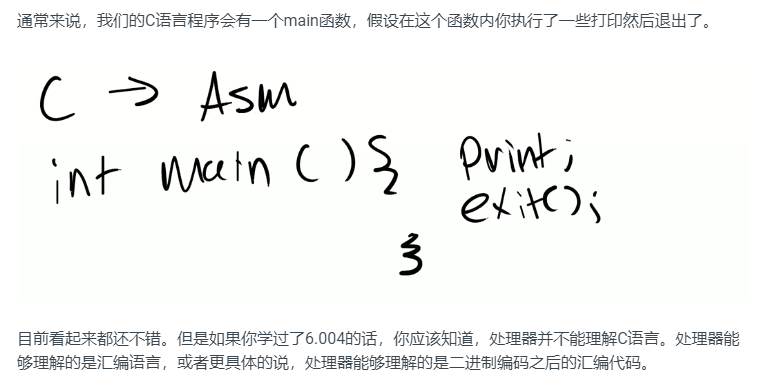 通常来说，我们的C语言程序会有一个main函数，假设在这个函数内你执行了一些打印然后退出了。
C → Asm
int main ( ) { print;
exit();
}
目前看起来都还不错。但是如果你学过了6.004的话，你应该知道，处理器并不能理解C语言。处理器能
够理解的是汇编语言，或者更具体的说，处理器能够理解的是二进制编码之后的汇编代码。